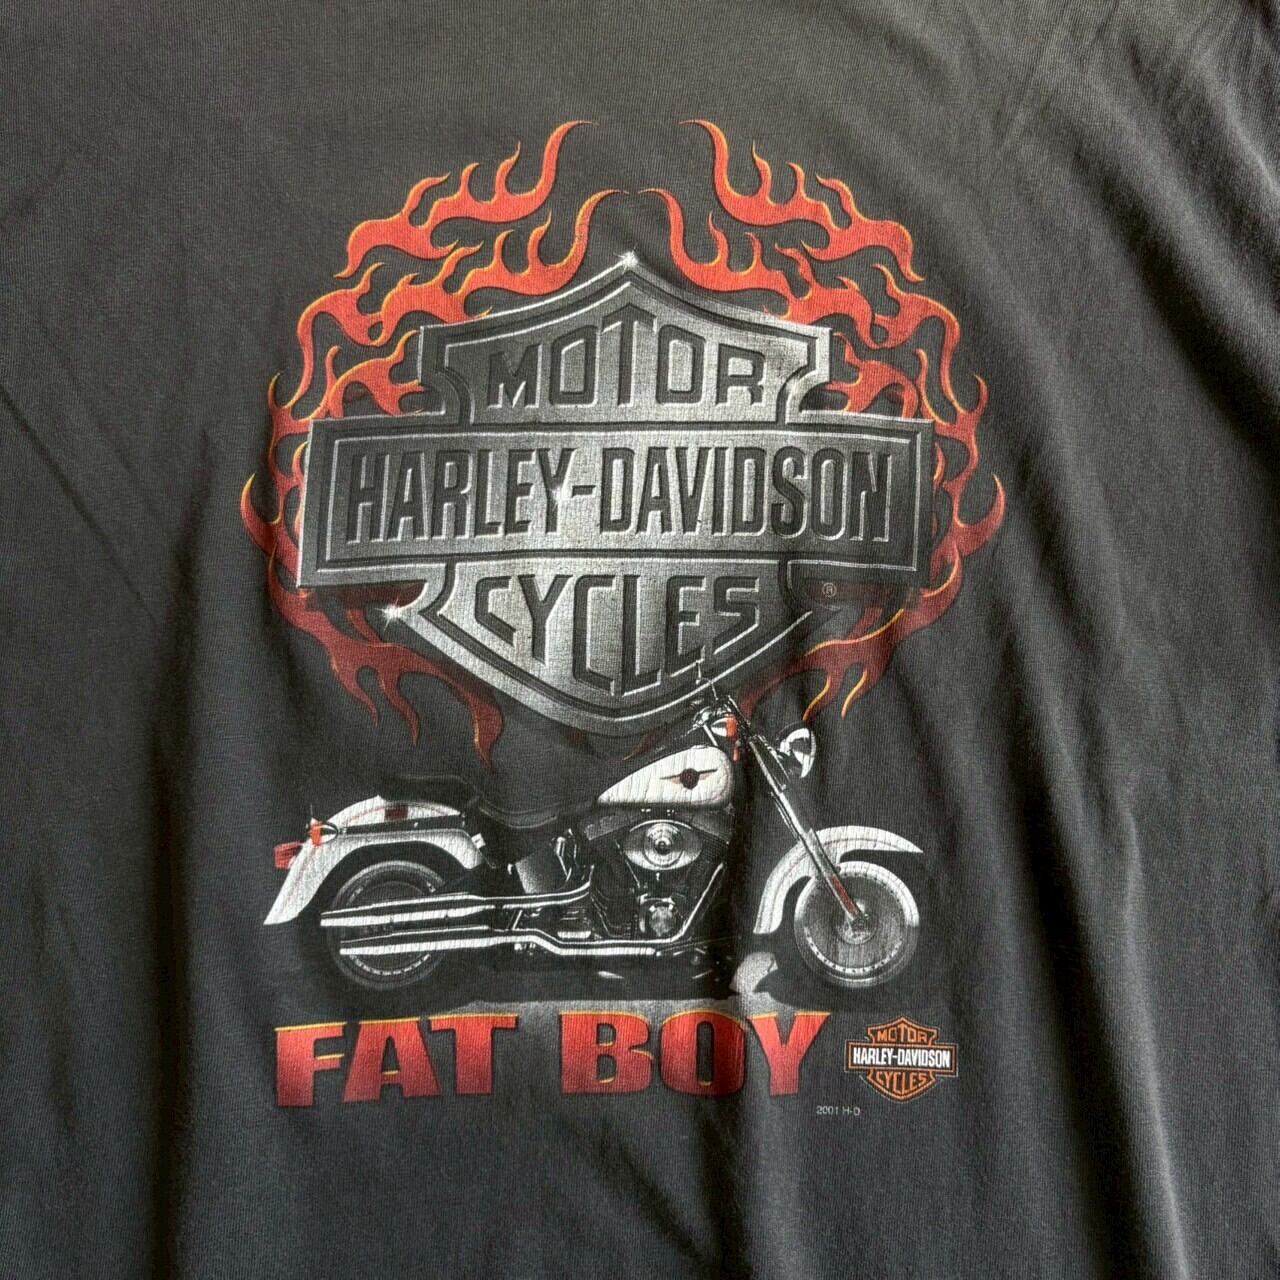 MOTOR
HARLEY-DAVIDSON
CYCLES
®
FAT BOY
MOTOR
HARLEY-DAVIDSON
CYCLES
2001 H-D